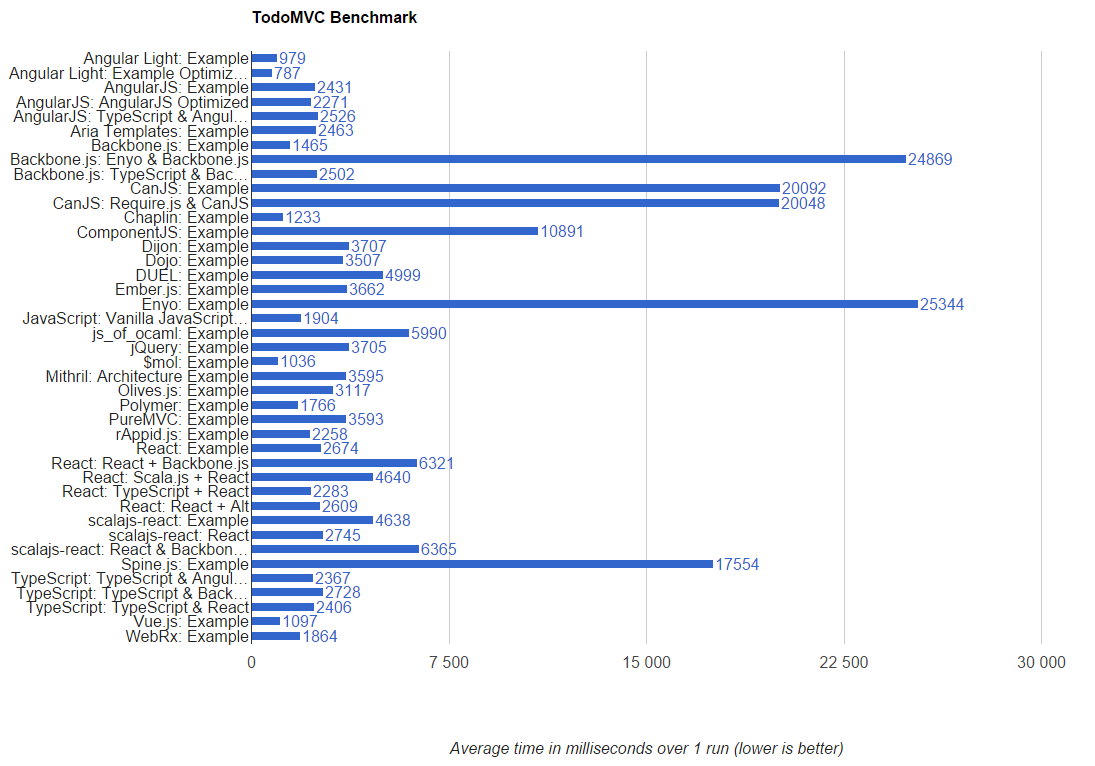 TodoMVC Benchmark
Angular Light: Example 979
Angular Light: Example Optimiz… 787
AngularJS: Example 2431
AngularJS: AngularJS Optimized 2271
AngularJS: TypeScript & Angul… 2526
Aria Templates: Example 2463
Backbone.js: Example 1465
Backbone.js: Enyo & Backbone.js 24869
Backbone.js: TypeScript & Bac… 2502
CanJS: Example 20092
CanJS: Require.js & CanJS 20048
Chaplin: Example 1233
ComponentJS: Example 10891
Dijon: Example 3707
Dojo: Example 3507
DUEL: Example 4999
Ember.js: Example 3662
Enyo: Example 25344
JavaScript: Vanilla JavaScript… 1904
js_of_ocaml: Example 5990
jQuery: Example 3705
$mol: Example 1036
Mithril: Architecture Example 3595
Olives.js: Example 3117
Polymer: Example 1766
PureMVC: Example 3593
rAppid.js: Example 2258
React: Example 2674
React: React + Backbone.js 6321
React: Scala.js + React 4640
React: TypeScript + React 2283
React: React + Alt 2609
scalajs-react: Example 4638
scalajs-react: React 2745
scalajs-react: React & Backbon… 6365
Spine.js: Example 17554
TypeScript: TypeScript & Angul… 2367
TypeScript: TypeScript & Back… 2728
TypeScript: TypeScript & React 2406
Vue.js: Example 1097
WebRx: Example 1864
0 7 500 15 000 22 500 30 000
Average time in milliseconds over 1 run (lower is better)